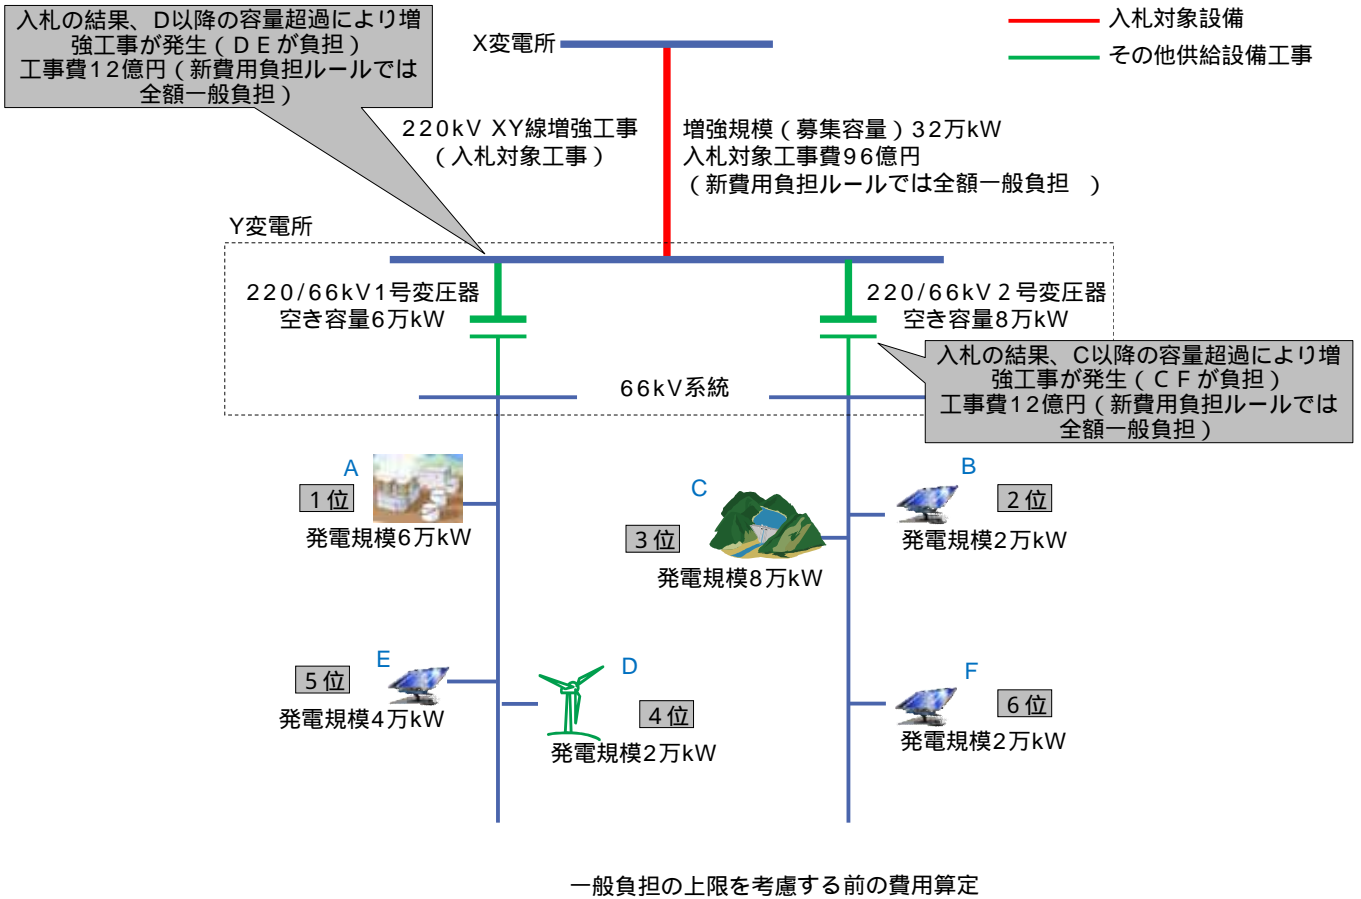 入札の結果、D以降の容量超過により増
強工事が発生（ＤＥが負担）
工事費12億円（新費用負担ルールでは
全額一般負担）
入札対象設備
その他供給設備工事
X変電所
220kV XY線増強工事
（入札対象工事）
増強規模（募集容量）32万kW
入札対象工事費96億円
（新費用負担ルールでは全額一般負担　）
Y変電所
220/66kV1号変圧器
空き容量6万kW
220/66kV２号変圧器
空き容量8万kW
入札の結果、C以降の容量超過により増
強工事が発生（ＣＦが負担）
工事費12億円（新費用負担ルールでは
全額一般負担）
66kV系統
A
1位
発電規模6万kW
B
2位
発電規模2万kW
C
3位
発電規模8万kW
E
5位
発電規模4万kW
D
4位
発電規模2万kW
F
6位
発電規模2万kW
一般負担の上限を考慮する前の費用算定